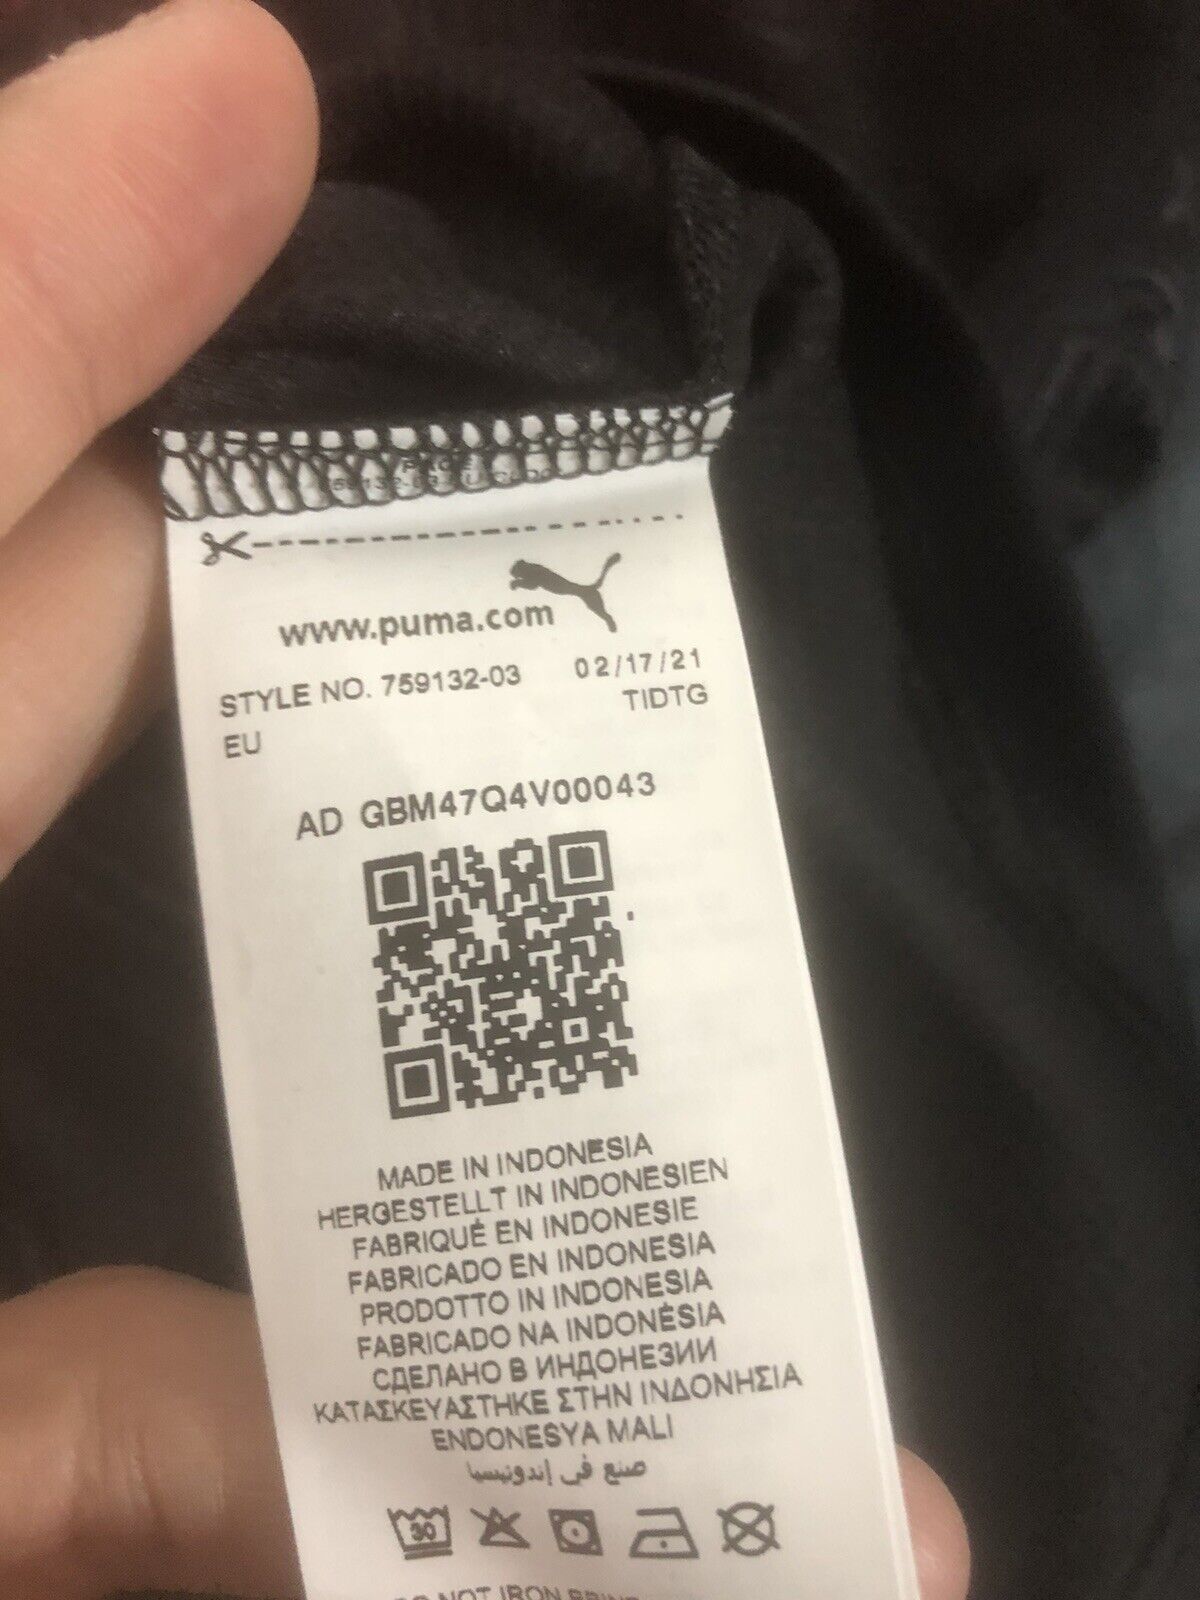 www.puma.com
STYLE NO. 759132-03 02/17/21
EU TIDTG
AD GBM47Q4V00043
MADE IN INDONESIA
HERGESTELLT IN INDONESIEN
FABRIQUÉ EN INDONESIE
FABRICADO EN INDONESIA
PRODOTTO IN INDONESIA
FABRICADO NA INDONÉSIA
СДЕЛАНО В ИНДОНЕЗИИ
ΚΑΤΑΣΚΕΥΑΣΤΗΚΕ ΣΤΗΝ ΙΝΔΟΝΗΣΙΑ
ENDONESYA MALI
صنع في إندونيسيا
30
NOT IRON